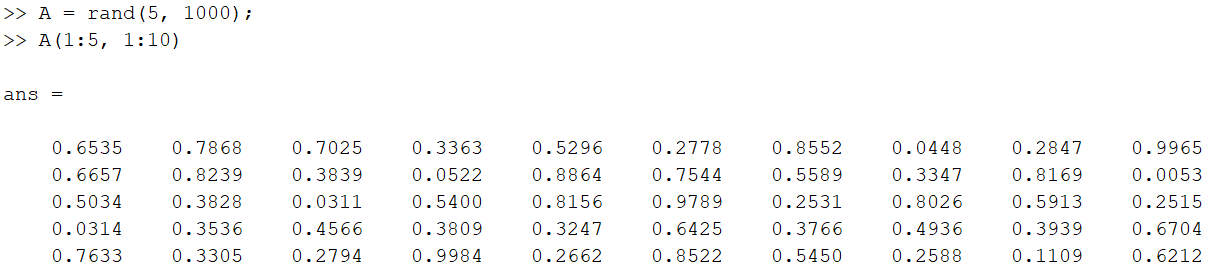 >> A = rand(5, 1000);
>> A(1:5, 1:10)
ans =
0.6535 0.7868 0.7025 0.3363 0.5296 0.2778 0.8552 0.0448 0.2847 0.9965
0.6657 0.8239 0.3839 0.0522 0.8864 0.7544 0.5589 0.3347 0.8169 0.0053
0.5034 0.3828 0.0311 0.5400 0.8156 0.9789 0.2531 0.8026 0.5913 0.2515
0.0314 0.3536 0.4566 0.3809 0.3247 0.6425 0.3766 0.4936 0.3939 0.6704
0.7633 0.3305 0.2794 0.9984 0.2662 0.8522 0.5450 0.2588 0.1109 0.6212